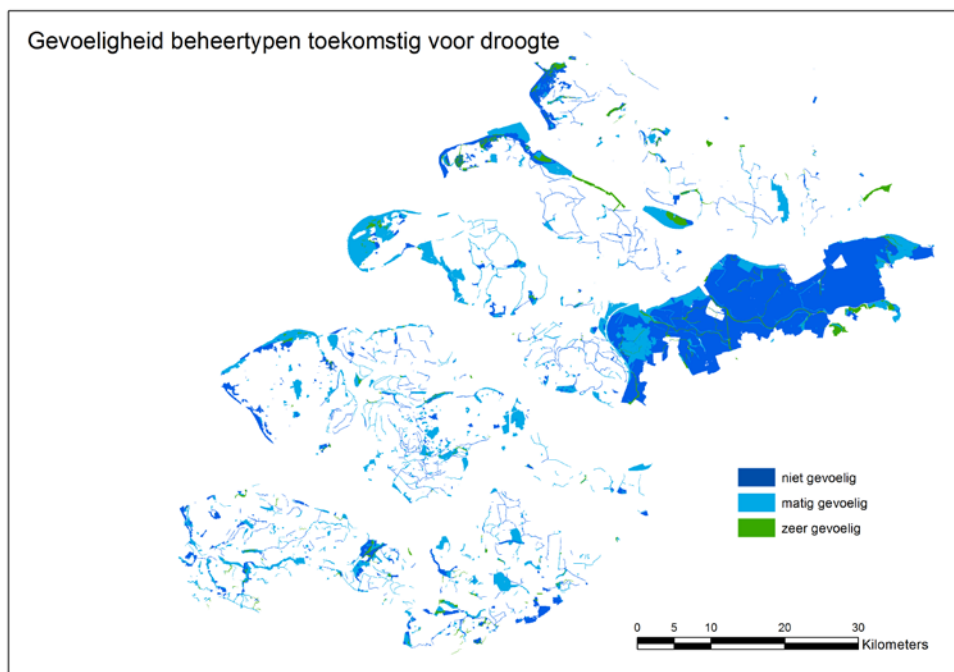 Gevoeligheid beheertypen toekomstig voor droogte
niet gevoelig
matig gevoelig
zeer gevoelig
0 5 10 20 30
Kilometers